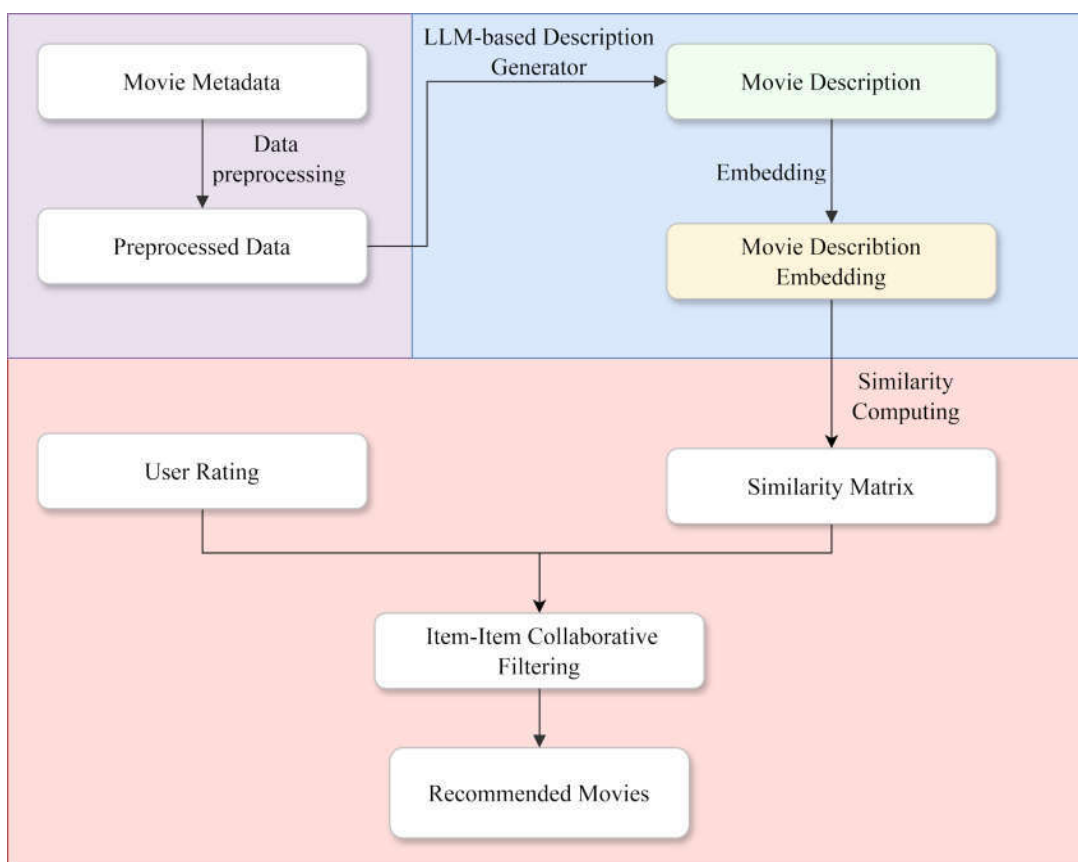 Movie Metadata
Data
preprocessing
Preprocessed Data
LLM-based Description
Generator
Movie Description
Embedding
Movie Describtion
Embedding
Similarity
Computing
User Rating
Similarity Matrix
Item-Item Collaborative
Filtering
Recommended Movies